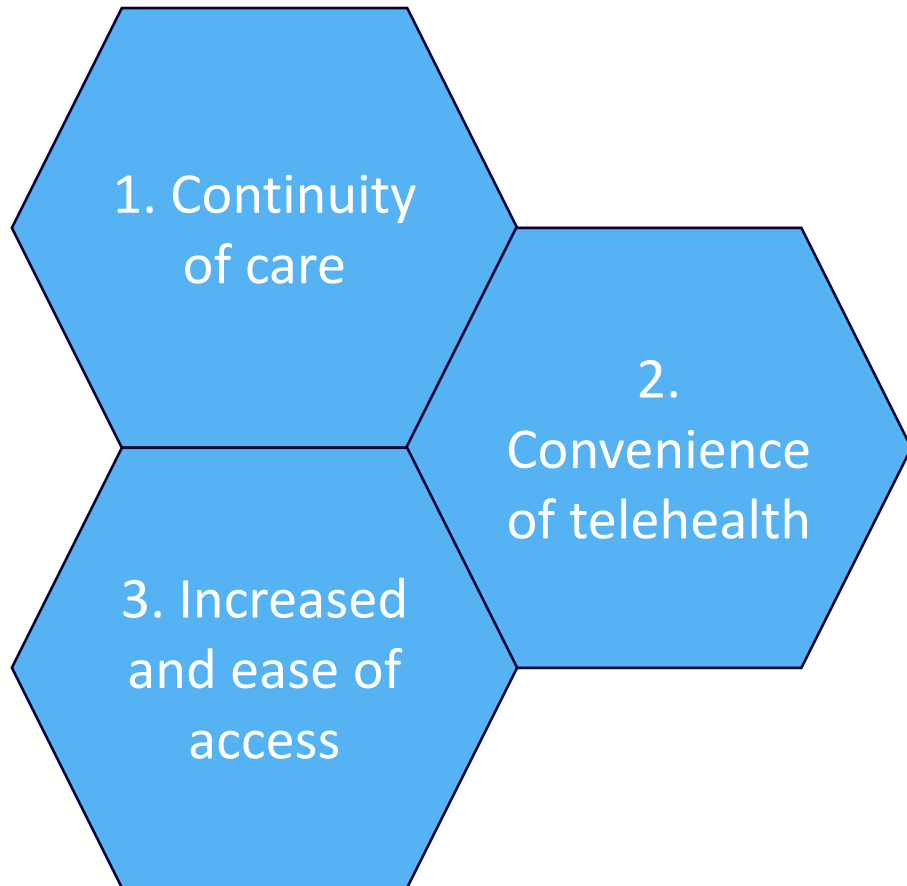 1. Continuity
of care
2.
Convenience
of telehealth
3. Increased
and ease of
access